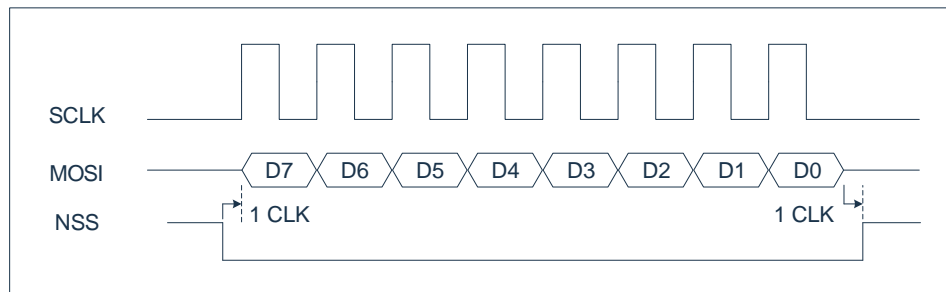 SCLK
MOSI D7 D6 D5 D4 D3 D2 D1 D0
1 CLK 1 CLK
NSS